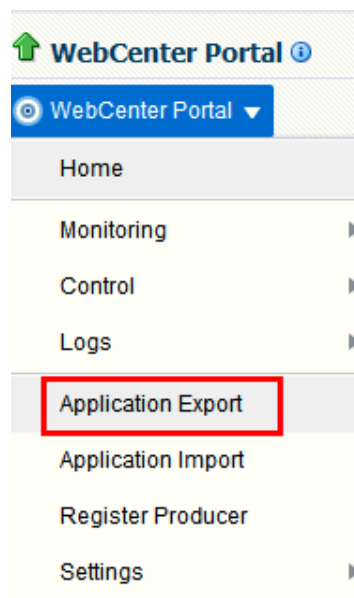 WebCenter Portal
WebCenter Portal
Home
Monitoring
Control
Logs
Application Export
Application Import
Register Producer
Settings